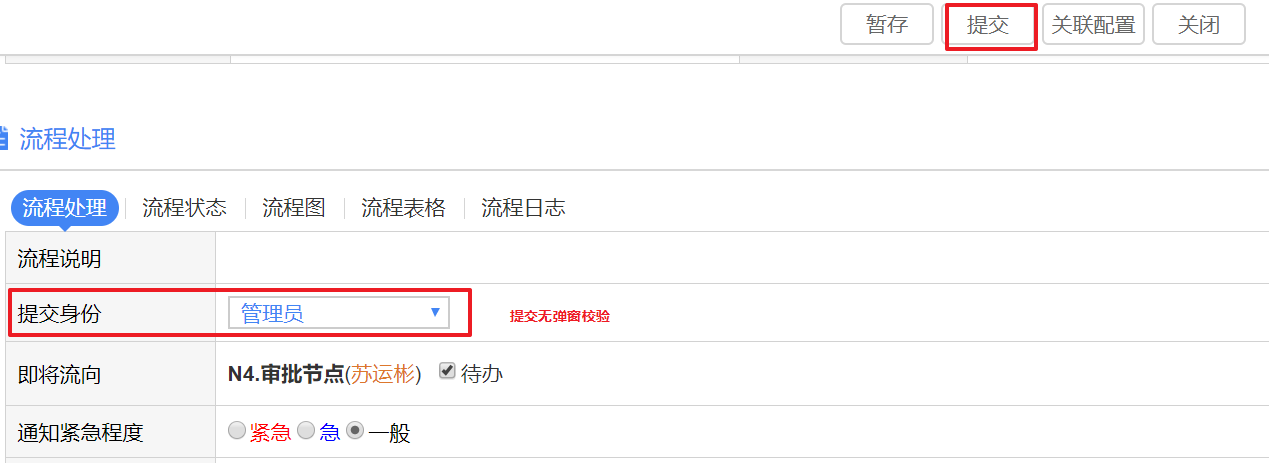 暂存 提交 关联配置 关闭
流程处理
流程处理 流程状态 流程图 流程表格 流程日志
流程说明
提交身份 管理员 提交无弹窗校验
即将流向 N4.审批节点(苏运彬) 待办
通知紧急程度 紧急 急 一般